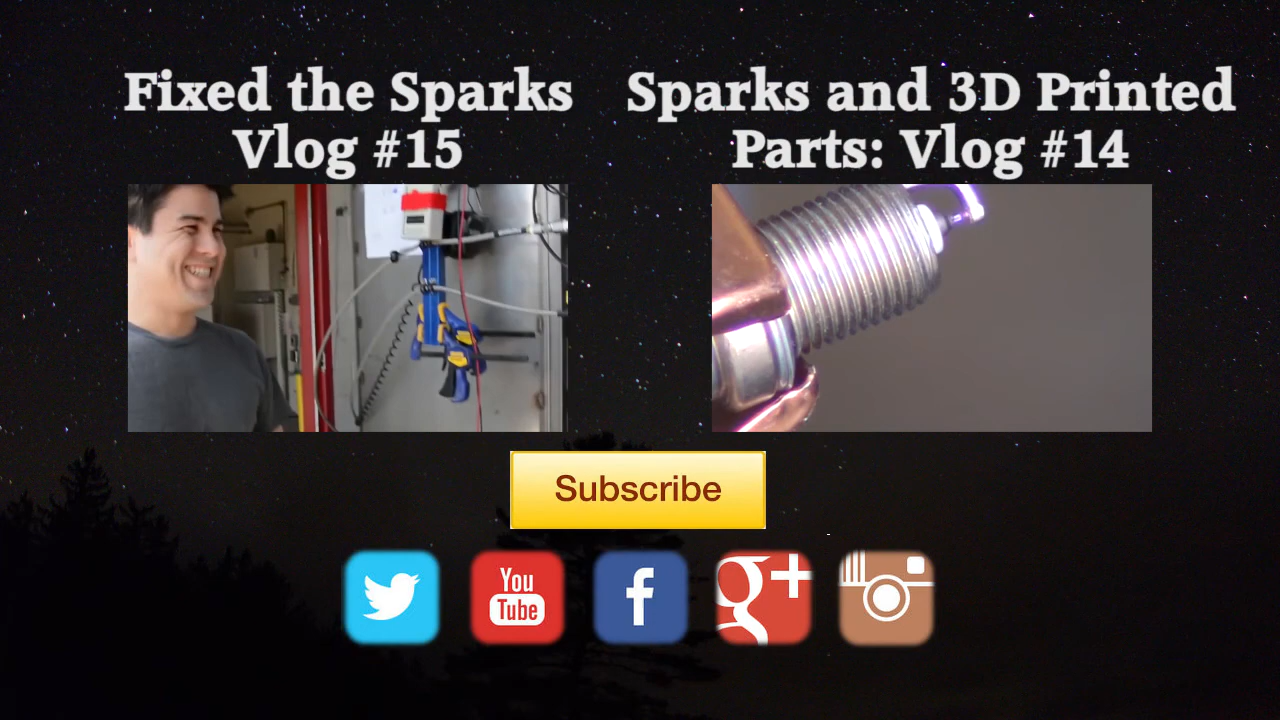 Fixed the Sparks
Vlog #15
Sparks and 3D Printed
Parts: Vlog #14
Subscribe
You
Tube
f
g+